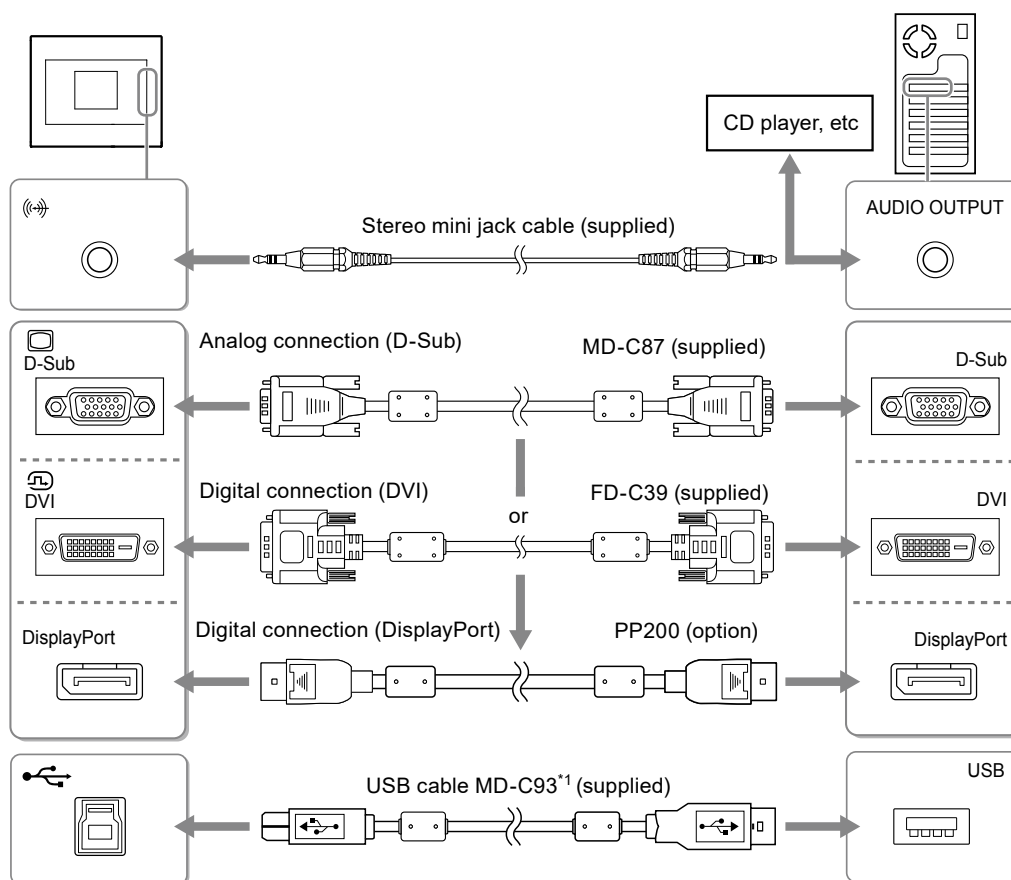 CD player, etc
AUDIO OUTPUT
Stereo mini jack cable (supplied)
D-Sub
Analog connection (D-Sub)
MD-C87 (supplied)
D-Sub
DVI
Digital connection (DVI)
or
FD-C39 (supplied)
DVI
DisplayPort
Digital connection (DisplayPort)
PP200 (option)
DisplayPort
USB cable MD-C93*1 (supplied)
USB